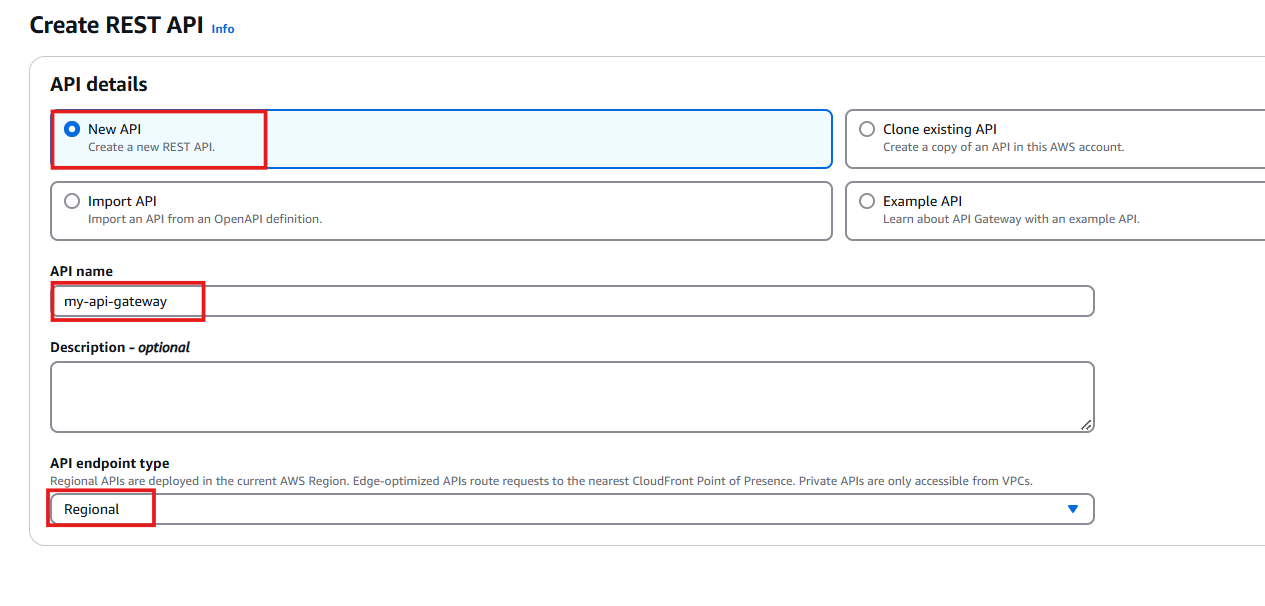 Create REST API Info
API details
New API
Create a new REST API.
Clone existing API
Create a copy of an API in this AWS account.
Import API
Import an API from an OpenAPI definition.
Example API
Learn about API Gateway with an example API.
API name
my-api-gateway
Description - optional
API endpoint type
Regional APIs are deployed in the current AWS Region. Edge-optimized APIs route requests to the nearest CloudFront Point of Presence. Private APIs are only accessible from VPCs.
Regional